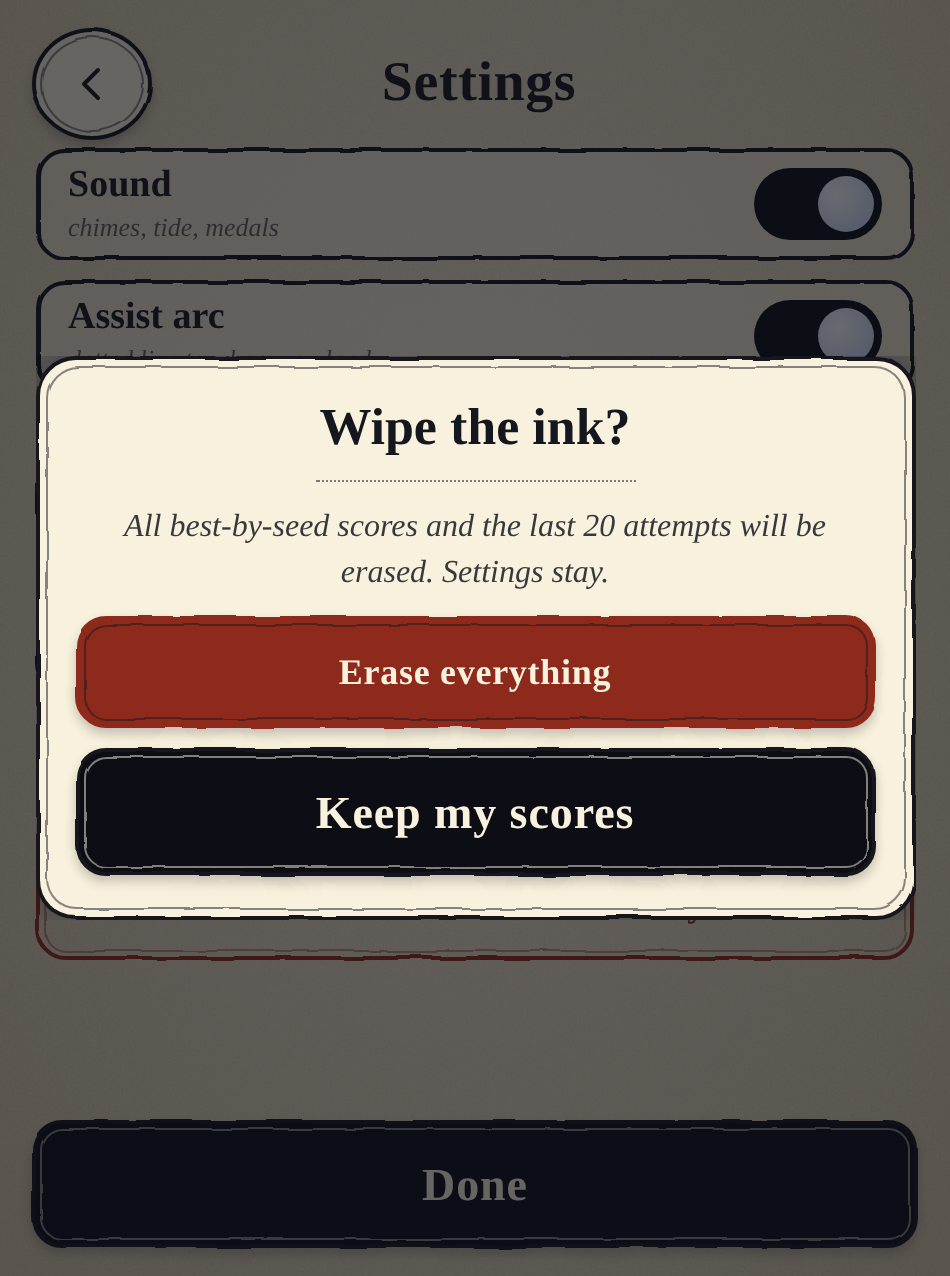 Settings
Sound
chimes, tide, medals
Assist arc
Wipe the ink?
All best-by-seed scores and the last 20 attempts will be
erased. Settings stay.
Erase everything
Keep my scores
Done